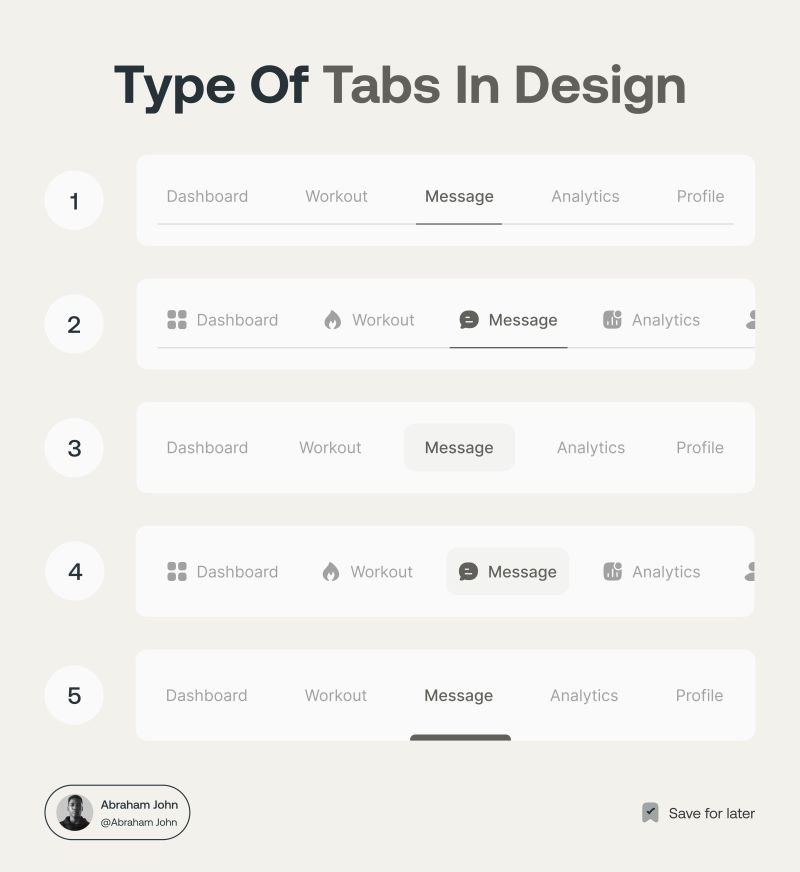 Type Of Tabs In Design
1
Dashboard Workout Message Analytics Profile
2
Dashboard Workout Message Analytics
3
Dashboard Workout Message Analytics Profile
4
Dashboard Workout Message Analytics
5
Dashboard Workout Message Analytics Profile
Abraham John
@Abraham John
Save for later